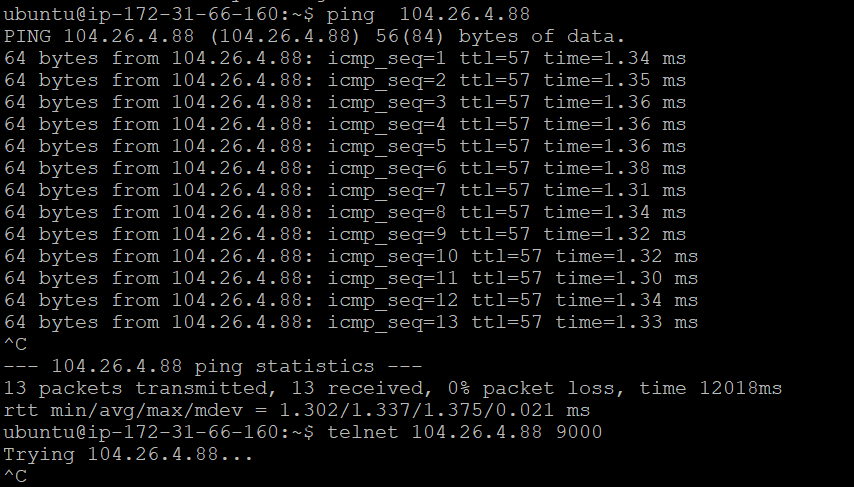 ubuntu@ip-172-31-66-160:~$ ping  104.26.4.88
PING 104.26.4.88 (104.26.4.88) 56(84) bytes of data.
64 bytes from 104.26.4.88: icmp_seq=1 ttl=57 time=1.34 ms
64 bytes from 104.26.4.88: icmp_seq=2 ttl=57 time=1.35 ms
64 bytes from 104.26.4.88: icmp_seq=3 ttl=57 time=1.36 ms
64 bytes from 104.26.4.88: icmp_seq=4 ttl=57 time=1.36 ms
64 bytes from 104.26.4.88: icmp_seq=5 ttl=57 time=1.36 ms
64 bytes from 104.26.4.88: icmp_seq=6 ttl=57 time=1.38 ms
64 bytes from 104.26.4.88: icmp_seq=7 ttl=57 time=1.31 ms
64 bytes from 104.26.4.88: icmp_seq=8 ttl=57 time=1.34 ms
64 bytes from 104.26.4.88: icmp_seq=9 ttl=57 time=1.32 ms
64 bytes from 104.26.4.88: icmp_seq=10 ttl=57 time=1.32 ms
64 bytes from 104.26.4.88: icmp_seq=11 ttl=57 time=1.30 ms
64 bytes from 104.26.4.88: icmp_seq=12 ttl=57 time=1.34 ms
64 bytes from 104.26.4.88: icmp_seq=13 ttl=57 time=1.33 ms
^C
--- 104.26.4.88 ping statistics ---
13 packets transmitted, 13 received, 0% packet loss, time 12018ms
rtt min/avg/max/mdev = 1.302/1.337/1.375/0.021 ms
ubuntu@ip-172-31-66-160:~$ telnet 104.26.4.88 9000
Trying 104.26.4.88...
^C